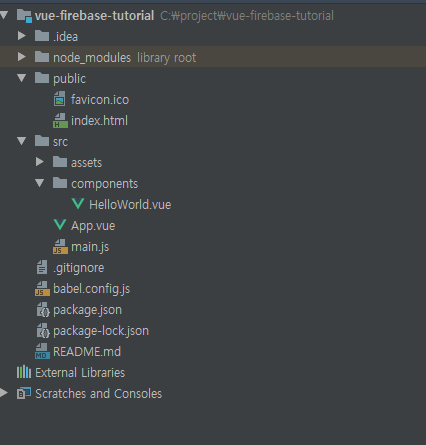 vue-firebase-tutorial C:₩project₩vue-firebase-tutorial
.idea
node_modules library root
public
favicon.ico
index.html
src
assets
components
HelloWorld.vue
App.vue
main.js
.gitignore
babel.config.js
package.json
package-lock.json
README.md
External Libraries
Scratches and Consoles